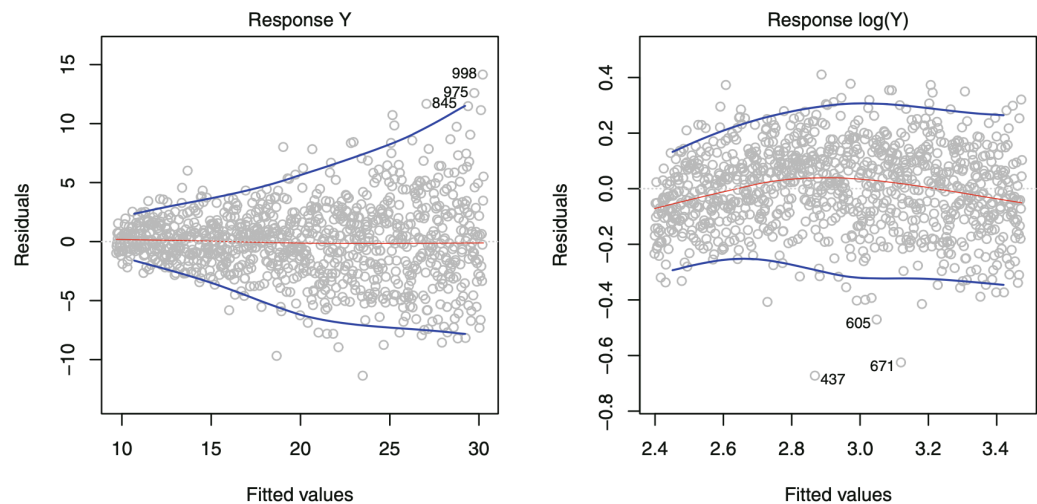 Response Y
Residuals
15
10
5
0
−5
−10
998
975
845
10 15 20 25 30
Fitted values
Response log(Y)
Residuals
0.4
0.2
0.0
−0.2
−0.4
−0.6
−0.8
605
671
437
2.4 2.6 2.8 3.0 3.2 3.4
Fitted values